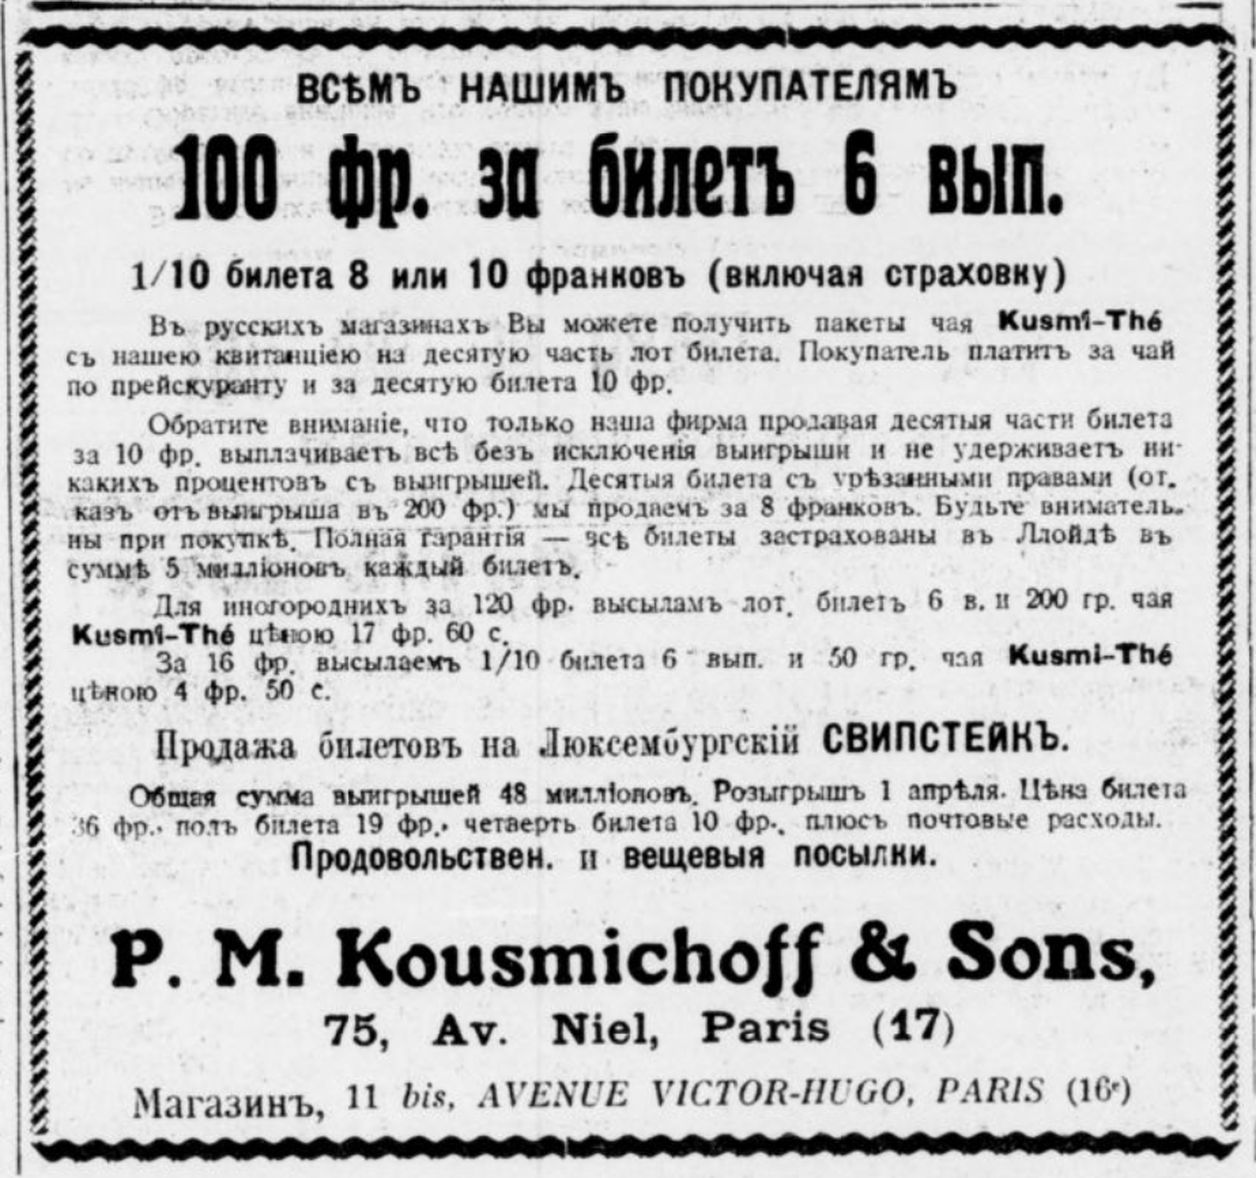 ВСѢМЪ НАШИМЪ ПОКУПАТЕЛЯМЪ
100 фр. за билетъ 6 вып.
1/10 билета 8 или 10 франковъ (включая страховку)
Въ русскихъ магазинахъ Вы можете получить пакеты чая Kusmi-Thé
съ нашею квитанціею на десятую часть лот билета. Покупатель платитъ за чай
по прейскуранту и за десятую билета 10 фр.
Обратите вниманіе, что только наша фирма продавая десятыя части билета
за 10 фр. выплачиваетъ всѣ безъ исключенія выигрыши и не удерживаетъ ни-
какихъ процентовъ съ выигрышей. Десятыя билета съ урѣзанными правами (от.
казъ отъ выигрыша въ 200 фр.) мы продаемъ за 8 франковъ. Будьте вниматель.
ны при покупкѣ. Полная гарантія — всѣ билеты застрахованы въ Ллойдѣ въ
суммѣ 5 милліоновъ каждый билетъ.
Для иногороднихъ за 120 фр. высыламъ лот. билетъ 6 в. и 200 гр. чая
Kusmi-Thé цѣною 17 фр. 60 с.
За 16 фр. высылаемъ 1/10 билета 6 вып. и 50 гр. чая Kusmi-Thé
цѣною 4 фр. 50 с.
Продажа билетовъ на Люксембургскій СВИПСТЕЙКЪ.
Общая сумма выигрышей 48 милліоновъ. Розыгрышъ 1 апрѣля. Цѣна билета
36 фр., полъ билета 19 фр., четверть билета 10 фр., плюсъ почтовые расходы.
Продовольствен. и вещевыя посылки.
P. M. Kousmichoff & Sons,
75, Av. Niel, Paris (17)
Магазинъ, 11 bis, AVENUE VICTOR-HUGO, PARIS (16ᵉ)